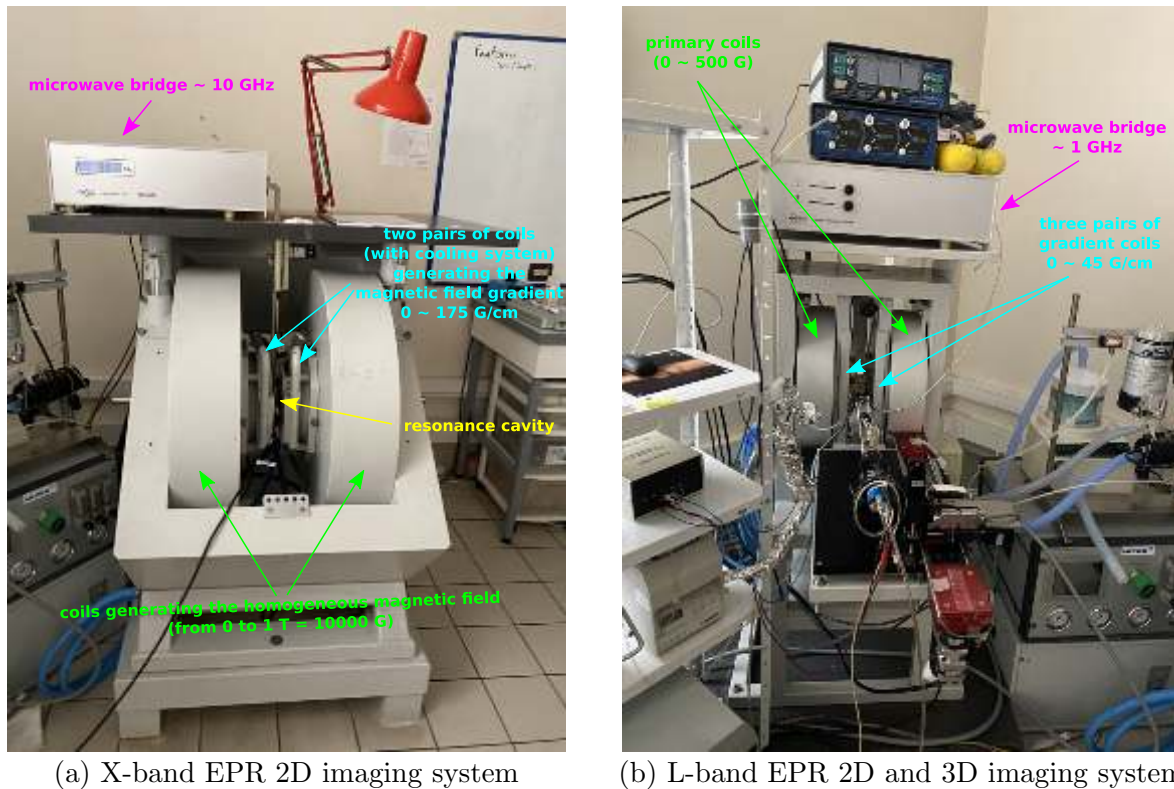 microwave bridge ~ 10 GHz
two pairs of coils
(with cooling system)
generating the
magnetic field gradient
0 ~ 175 G/cm
resonance cavity
coils generating the homogeneous magnetic field
(from 0 to 1 T = 10000 G)
(a) X-band EPR 2D imaging system
primary coils
(0 ~ 500 G)
microwave bridge
~ 1 GHz
three pairs of
gradient coils
0 ~ 45 G/cm
(b) L-band EPR 2D and 3D imaging system